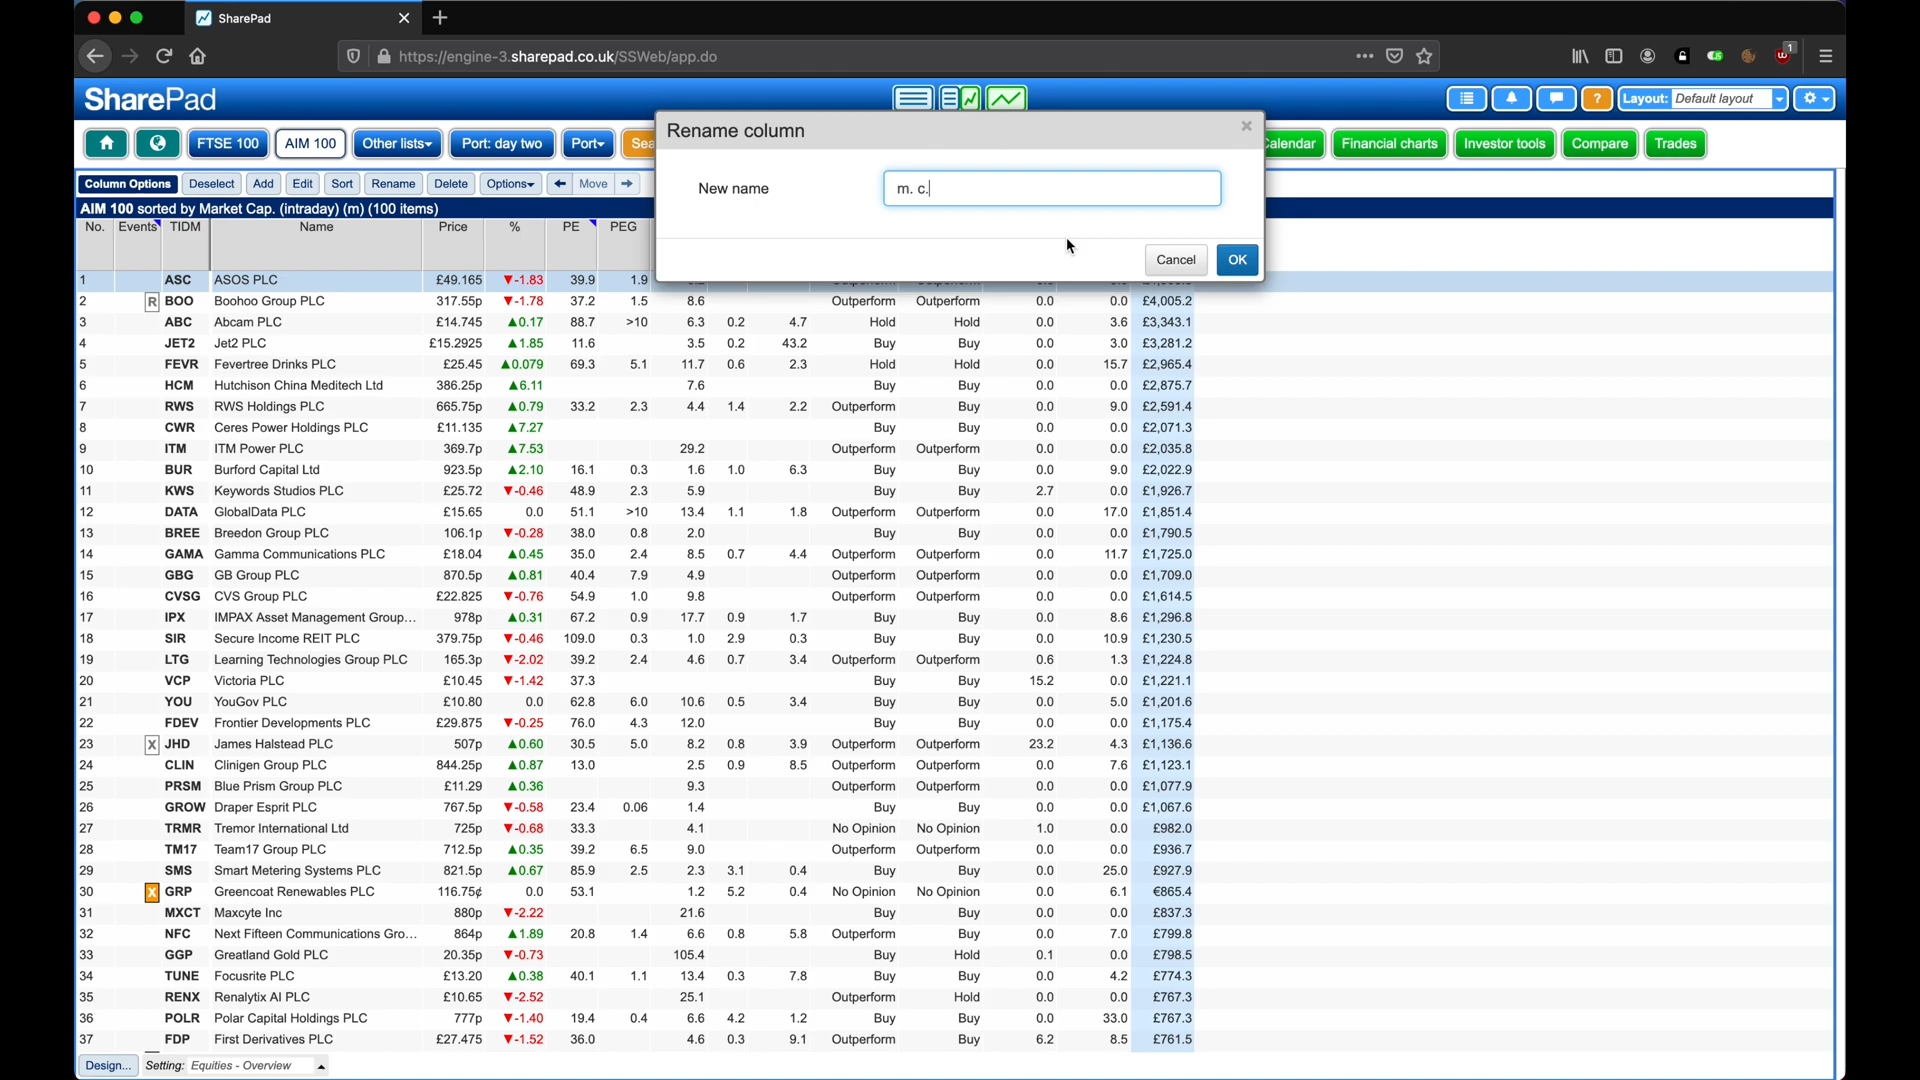 SharePad
https://engine-3.sharepad.co.uk/SSWeb/app.do
1
SharePad
Layout: Default layout
?
FTSE 100 AIM 100 Other lists Port: day two Port Sea
Calendar Financial charts Investor tools Compare Trades
Rename column
New name
m. c.
Cancel OK
Column Options Deselect Add Edit Sort Rename Delete Options Move
AIM 100 sorted by Market Cap. (intraday) (m) (100 items)
No. Events TIDM Name Price % PE PEG
1 ASC ASOS PLC £49.165 ▼-1.83 39.9 1.9
2 R BOO Boohoo Group PLC 317.55p ▼-1.78 37.2 1.5 8.6 Outperform Outperform 0.0 0.0 £4,005.2
3 ABC Abcam PLC £14.745 ▲0.17 88.7 >10 6.3 0.2 4.7 Hold Hold 0.0 3.6 £3,343.1
4 JET2 Jet2 PLC £15.2925 ▲1.85 11.6 3.5 0.2 43.2 Buy Buy 0.0 3.0 £3,281.2
5 FEVR Fevertree Drinks PLC £25.45 ▲0.079 69.3 5.1 11.7 0.6 2.3 Hold Hold 0.0 15.7 £2,965.4
6 HCM Hutchison China Meditech Ltd 386.25p ▲6.11 7.6 Buy Buy 0.0 0.0 £2,875.7
7 RWS RWS Holdings PLC 665.75p ▲0.79 33.2 2.3 4.4 1.4 2.2 Outperform Buy 0.0 9.0 £2,591.4
8 CWR Ceres Power Holdings PLC £11.135 ▲7.27 Buy Buy 0.0 0.0 £2,071.3
9 ITM ITM Power PLC 369.7p ▲7.53 29.2 Outperform Outperform 0.0 0.0 £2,035.8
10 BUR Burford Capital Ltd 923.5p ▲2.10 16.1 0.3 1.6 1.0 6.3 Buy Buy 0.0 9.0 £2,022.9
11 KWS Keywords Studios PLC £25.72 ▼-0.46 48.9 2.3 5.9 Buy Buy 2.7 0.0 £1,926.7
12 DATA GlobalData PLC £15.65 0.0 51.1 >10 13.4 1.1 1.8 Outperform Outperform 0.0 17.0 £1,851.4
13 BREE Breedon Group PLC 106.1p ▼-0.28 38.0 0.8 2.0 Buy Buy 0.0 0.0 £1,790.5
14 GAMA Gamma Communications PLC £18.04 ▲0.45 35.0 2.4 8.5 0.7 4.4 Outperform Outperform 0.0 11.7 £1,725.0
15 GBG GB Group PLC 870.5p ▲0.81 40.4 7.9 4.9 Outperform Outperform 0.0 0.0 £1,709.0
16 CVSG CVS Group PLC £22.825 ▼-0.76 54.9 1.0 9.8 Outperform Outperform 0.0 0.0 £1,614.5
17 IPX IMPAX Asset Management Group... 978p ▲0.31 67.2 0.9 17.7 0.9 1.7 Buy Buy 0.0 8.6 £1,296.8
18 SIR Secure Income REIT PLC 379.75p ▼-0.46 109.0 0.3 1.0 2.9 0.3 Buy Buy 0.0 10.9 £1,230.5
19 LTG Learning Technologies Group PLC 165.3p ▼-2.02 39.2 2.4 4.6 0.7 3.4 Outperform Outperform 0.6 1.3 £1,224.8
20 VCP Victoria PLC £10.45 ▼-1.42 37.3 Buy Buy 15.2 0.0 £1,221.1
21 YOU YouGov PLC £10.80 0.0 62.8 6.0 10.6 0.5 3.4 Buy Buy 0.0 5.0 £1,201.6
22 FDEV Frontier Developments PLC £29.875 ▼-0.25 76.0 4.3 12.0 Buy Buy 0.0 0.0 £1,175.4
23 X JHD James Halstead PLC 507p ▲0.60 30.5 5.0 8.2 0.8 3.9 Outperform Outperform 23.2 4.3 £1,136.6
24 CLIN Clinigen Group PLC 844.25p ▲0.87 13.0 2.5 0.9 8.5 Outperform Outperform 0.0 7.6 £1,123.1
25 PRSM Blue Prism Group PLC £11.29 ▲0.36 9.3 Outperform Outperform 0.0 0.0 £1,077.9
26 GROW Draper Esprit PLC 767.5p ▼-0.58 23.4 0.06 1.4 Buy Buy 0.0 0.0 £1,067.6
27 TRMR Tremor International Ltd 725p ▼-0.68 33.3 4.1 No Opinion No Opinion 1.0 0.0 £982.0
28 TM17 Team17 Group PLC 712.5p ▲0.35 39.2 6.5 9.0 Outperform Outperform 0.0 0.0 £936.7
29 SMS Smart Metering Systems PLC 821.5p ▲0.67 85.9 2.5 2.3 3.1 0.4 Buy Buy 0.0 25.0 £927.9
30 X GRP Greencoat Renewables PLC 116.75¢ 0.0 53.1 1.2 5.2 0.4 No Opinion No Opinion 0.0 6.1 €865.4
31 MXCT Maxcyte Inc 880p ▼-2.22 21.6 Buy Buy 0.0 0.0 £837.3
32 NFC Next Fifteen Communications Gro... 864p ▲1.89 20.8 1.4 6.6 0.8 5.8 Outperform Buy 0.0 7.0 £799.8
33 GGP Greatland Gold PLC 20.35p ▼-0.73 105.4 Buy Hold 0.1 0.0 £798.5
34 TUNE Focusrite PLC £13.20 ▲0.38 40.1 1.1 13.4 0.3 7.8 Buy Buy 0.0 4.2 £774.3
35 RENX Renalytix AI PLC £10.65 ▼-2.52 25.1 Outperform Hold 0.0 0.0 £767.3
36 POLR Polar Capital Holdings PLC 777p ▼-1.40 19.4 0.4 6.6 4.2 1.2 Buy Buy 0.0 33.0 £767.3
37 FDP First Derivatives PLC £27.475 ▼-1.52 36.0 4.6 0.3 9.1 Outperform Buy 6.2 8.5 £761.5
Design... Setting: Equities - Overview